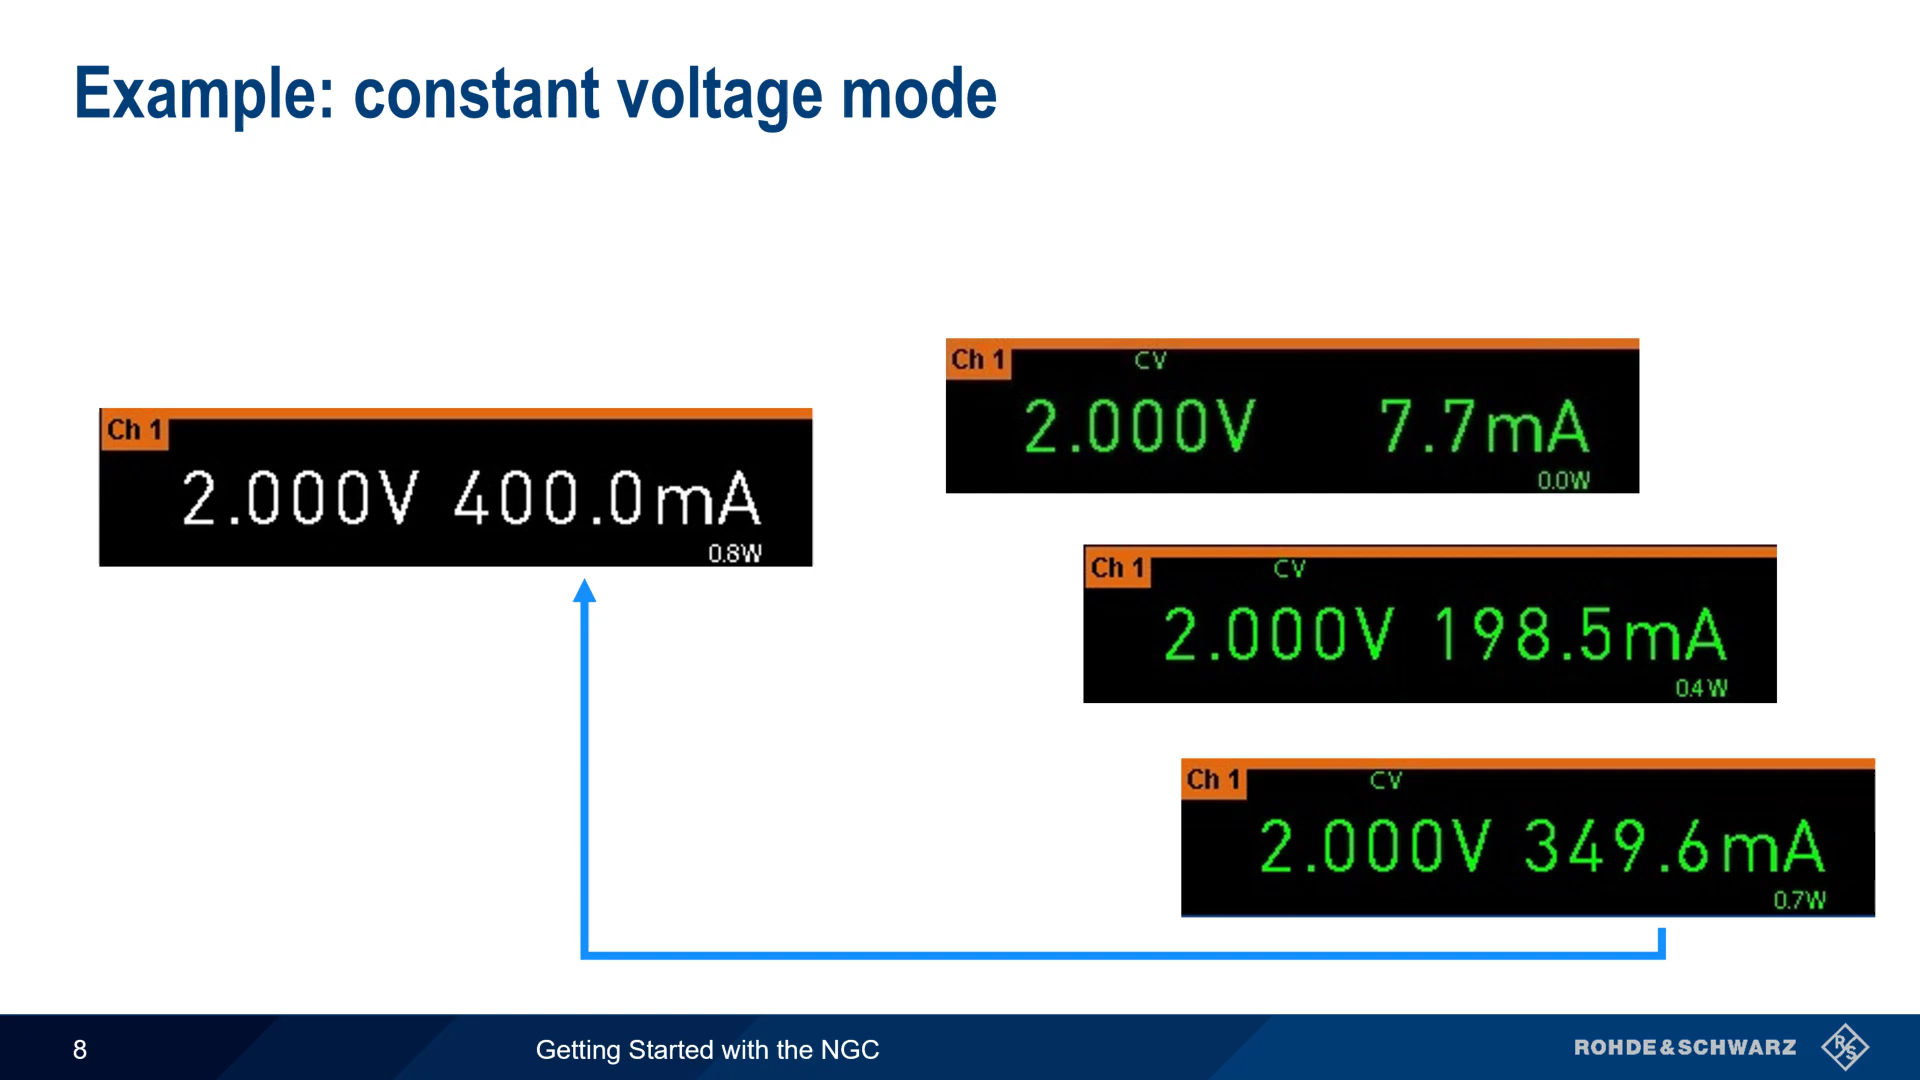 Example: constant voltage mode
Ch 1
2.000V 400.0mA
0.8W
Ch 1 CV
2.000V 7.7mA
0.0W
Ch 1 CV
2.000V 198.5mA
0.4W
Ch 1 CV
2.000V 349.6mA
0.7W
8 Getting Started with the NGC ROHDE&SCHWARZ R&S